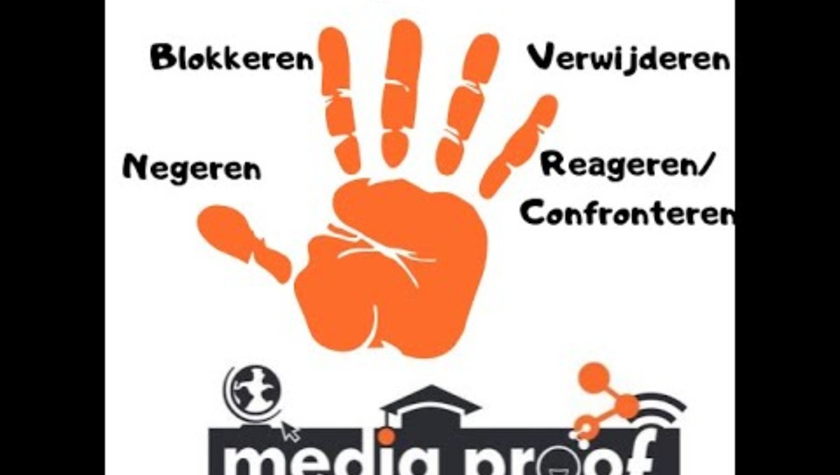 Blokkeren
Verwijderen
Negeren
Reageren/
Confronteren
media proof